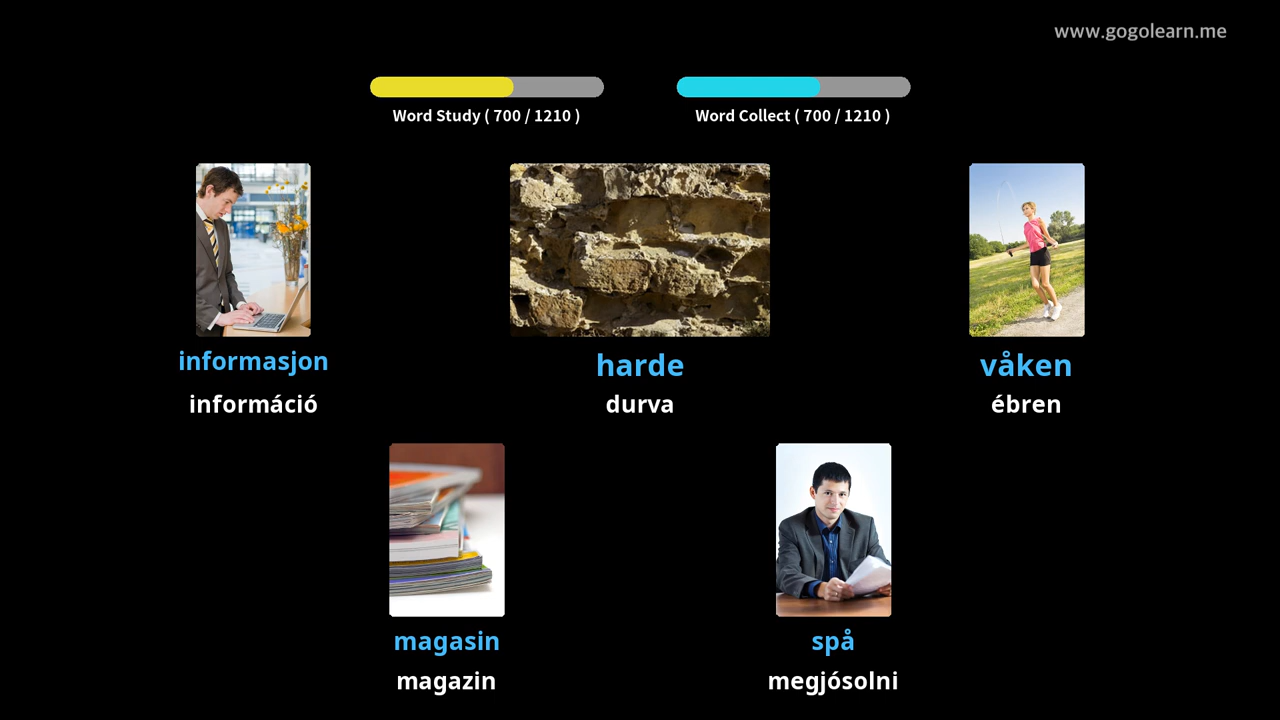 www.gogolearn.me
Word Study ( 700 / 1210 )
Word Collect ( 700 / 1210 )
informasjon
információ
harde
durva
våken
ébren
magasin
magazin
spå
megjósolni